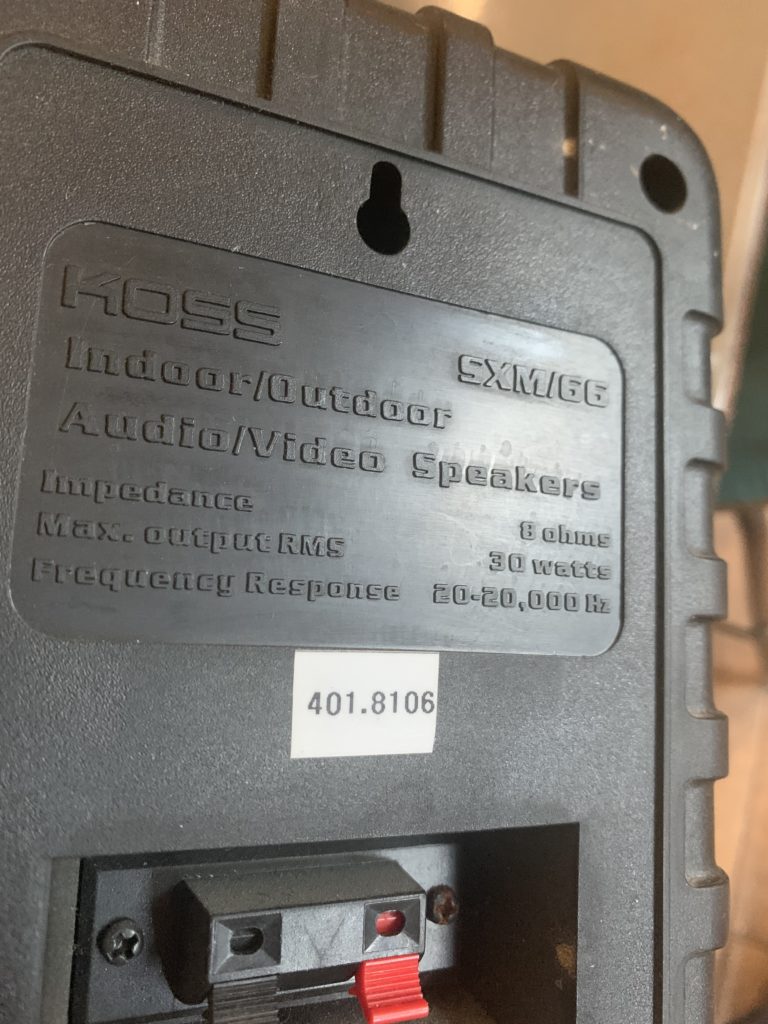 KOSS
SXM/66
Indoor/Outdoor
Audio/Video Speakers
Impedance 8 ohms
Max. output RMS 30 watts
Frequency Response 20-20,000 Hz
401.8106